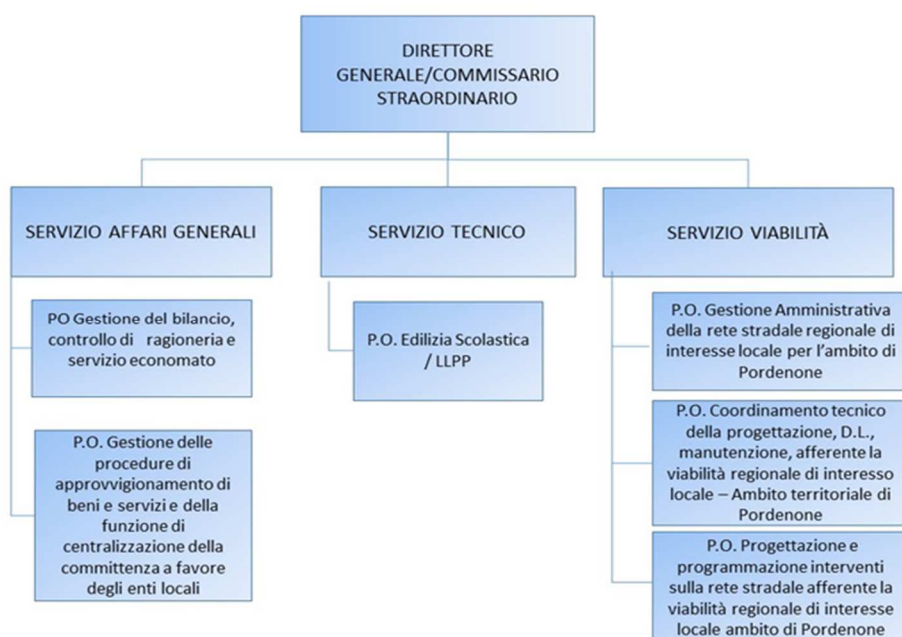 DIRETTORE
GENERALE/COMMISSARIO
STRAORDINARIO
SERVIZIO AFFARI GENERALI
SERVIZIO TECNICO
SERVIZIO VIABILITÀ
PO Gestione del bilancio,
controllo di ragioneria e
servizio economato
P.O. Gestione delle
procedure di
approvvigionamento di
beni e servizi e della
funzione di
centralizzazione della
committenza a favore
degli enti locali
P.O. Edilizia Scolastica
/ LLPP
P.O. Gestione Amministrativa
della rete stradale regionale di
interesse locale per l'ambito di
Pordenone
P.O. Coordinamento tecnico
della progettazione, D.L.,
manutenzione, afferente la
viabilità regionale di interesso
locale – Ambito territoriale di
Pordenone
P.O. Progettazione e
programmazione interventi
sulla rete stradale afferente la
viabilità regionale di interesse
locale ambito di Pordenone